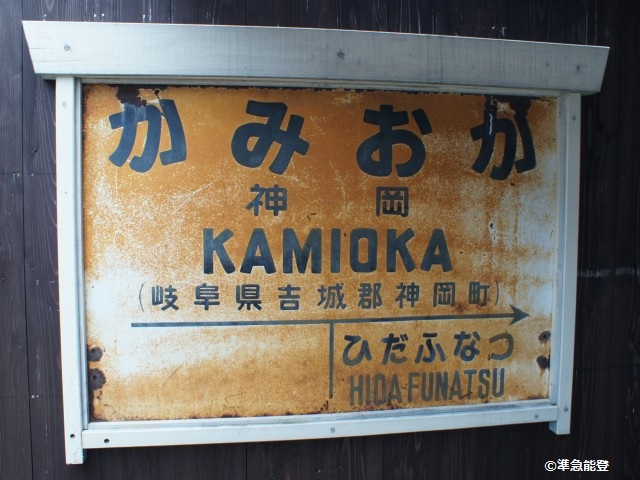 かみおか
神岡
KAMIOKA
(岐阜県吉城郡神岡町)
ひだふなつ
HIDA-FUNATSU
©準急能登